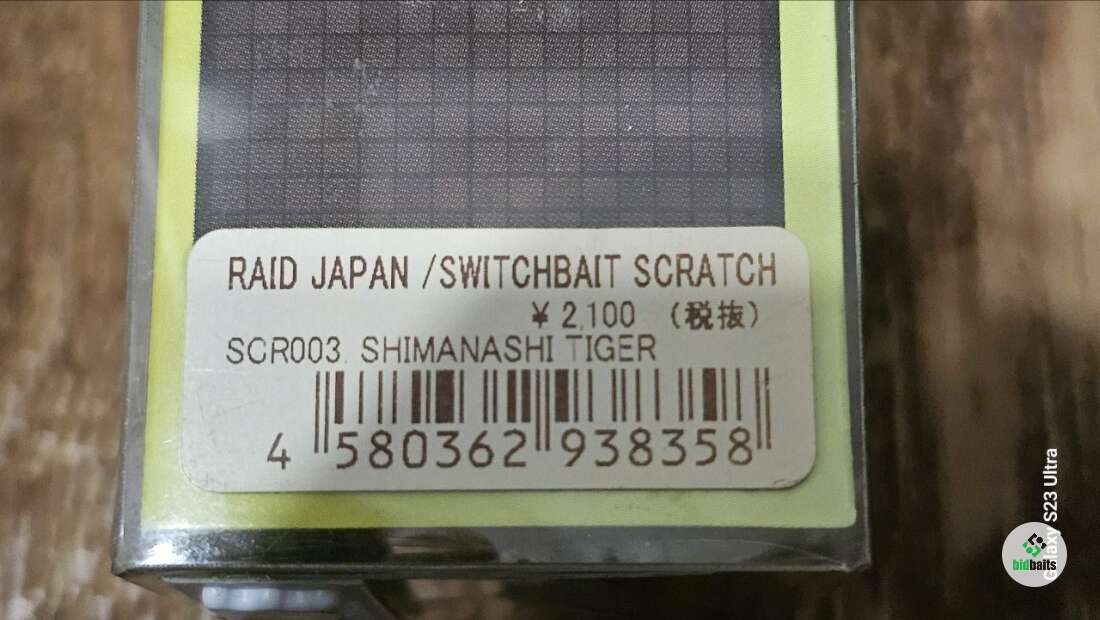 RAID JAPAN /SWITCHBAIT SCRATCH
¥ 2,100 (税抜)
SCR003. SHIMANASHI TIGER
4 580362 938358
Galaxy S23 Ultra
bidbaits